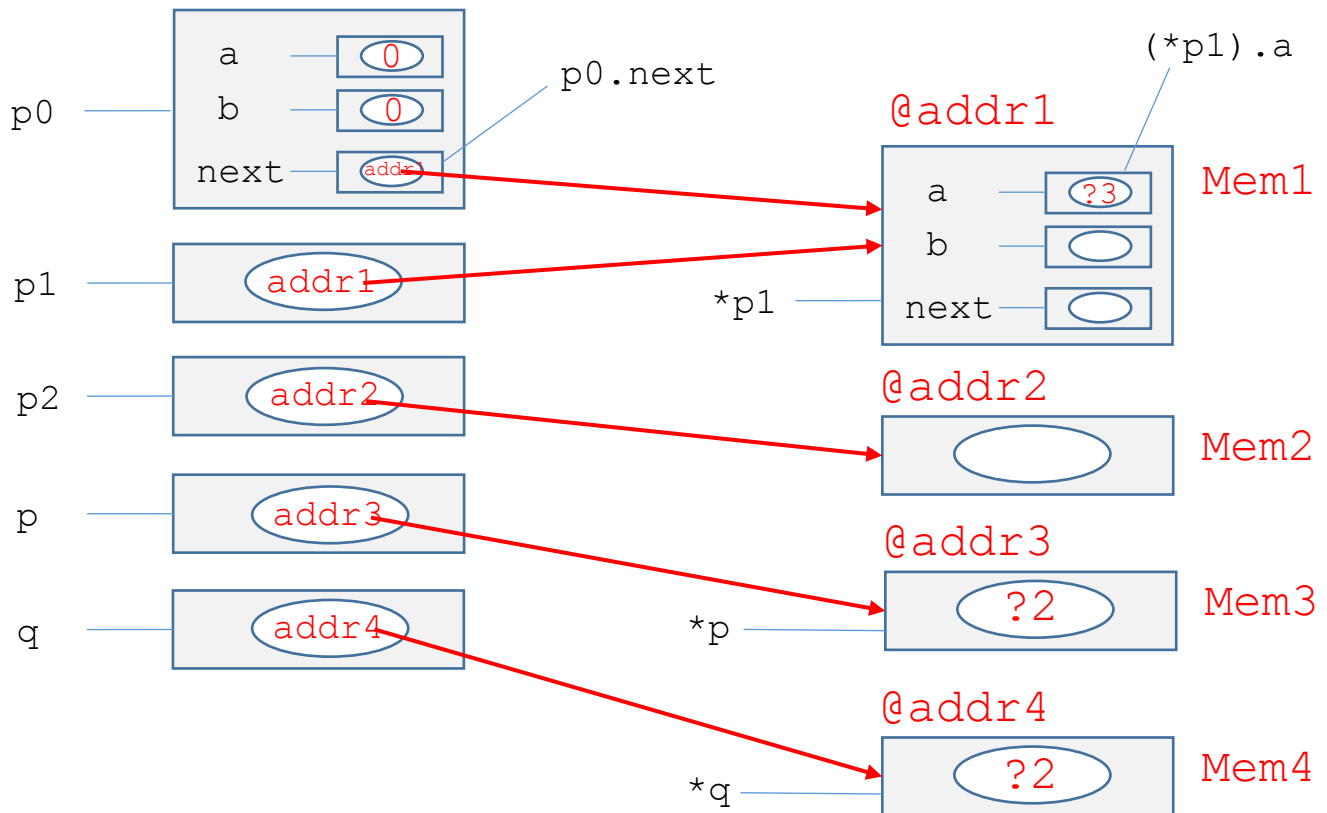 p0
a
0
b
0
next
addr1
p0.next
p1
addr1
p2
addr2
p
addr3
q
addr4
(*p1).a
@addr1
Mem1
a
?3
b
*p1
next
@addr2
Mem2
@addr3
Mem3
?2
*p
@addr4
Mem4
?2
*q